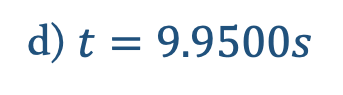 d) t = 9.9500s